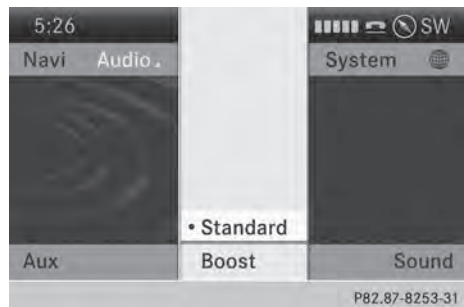 5:26 SW
Navi Audio System
• Standard
Aux Boost Sound
P82.87-8253-31